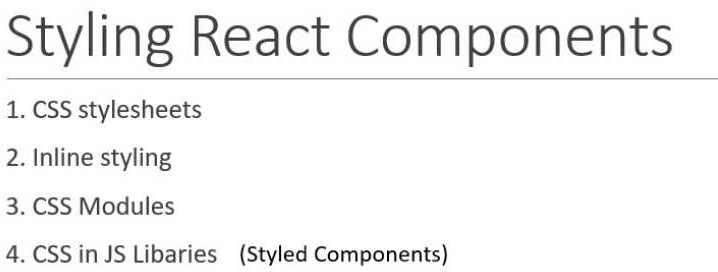 Styling React Components
1. CSS stylesheets
2. Inline styling
3. CSS Modules
4. CSS in JS Libaries (Styled Components)